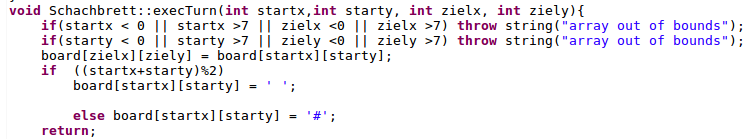 void Schachbrett::execTurn(int startx,int starty, int zielx, int ziely){
    if(startx < 0 || startx >7 || zielx <0 || zielx >7) throw string("array out of bounds");
    if(starty < 0 || starty >7 || ziely <0 || ziely >7) throw string("array out of bounds");
    board[zielx][ziely] = board[startx][starty];
    if  ((startx+starty)%2)
        board[startx][starty] = ' ';
        else board[startx][starty] = '#';
    return;